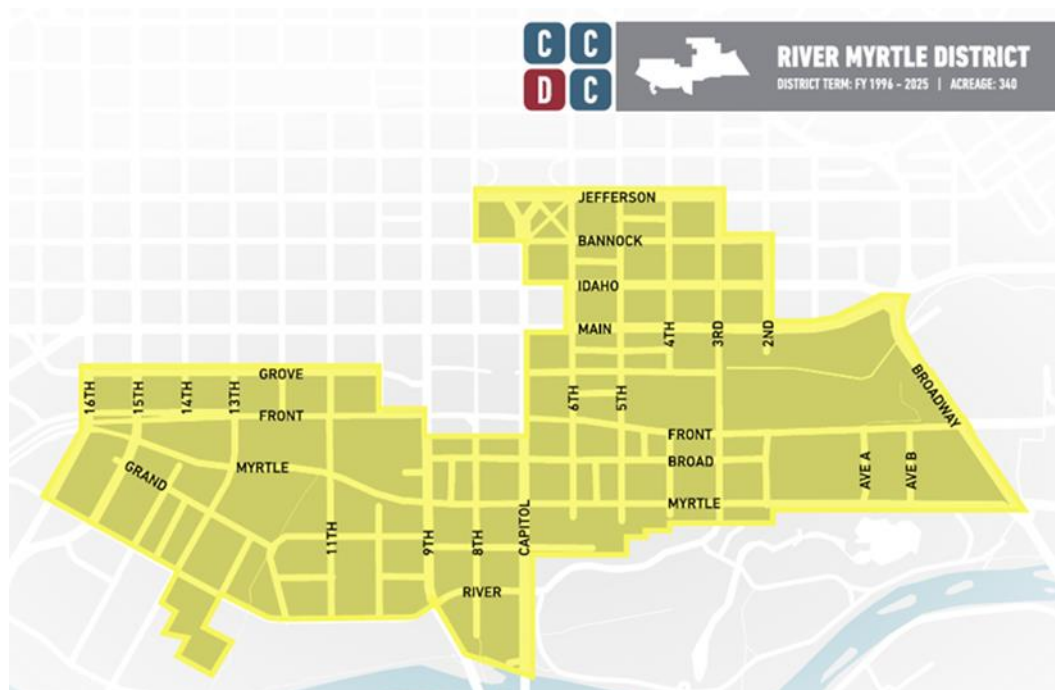 C C
D C
RIVER MYRTLE DISTRICT
DISTRICT TERM: FY 1996 - 2025 | ACREAGE: 340
JEFFERSON
BANNOCK
IDAHO
MAIN
4TH
3RD
2ND
GROVE
16TH
15TH
14TH
13TH
FRONT
6TH
5TH
BROADWAY
FRONT
BROAD
MYRTLE
GRAND
AVE A
AVE B
MYRTLE
11TH
9TH
8TH
CAPITOL
RIVER